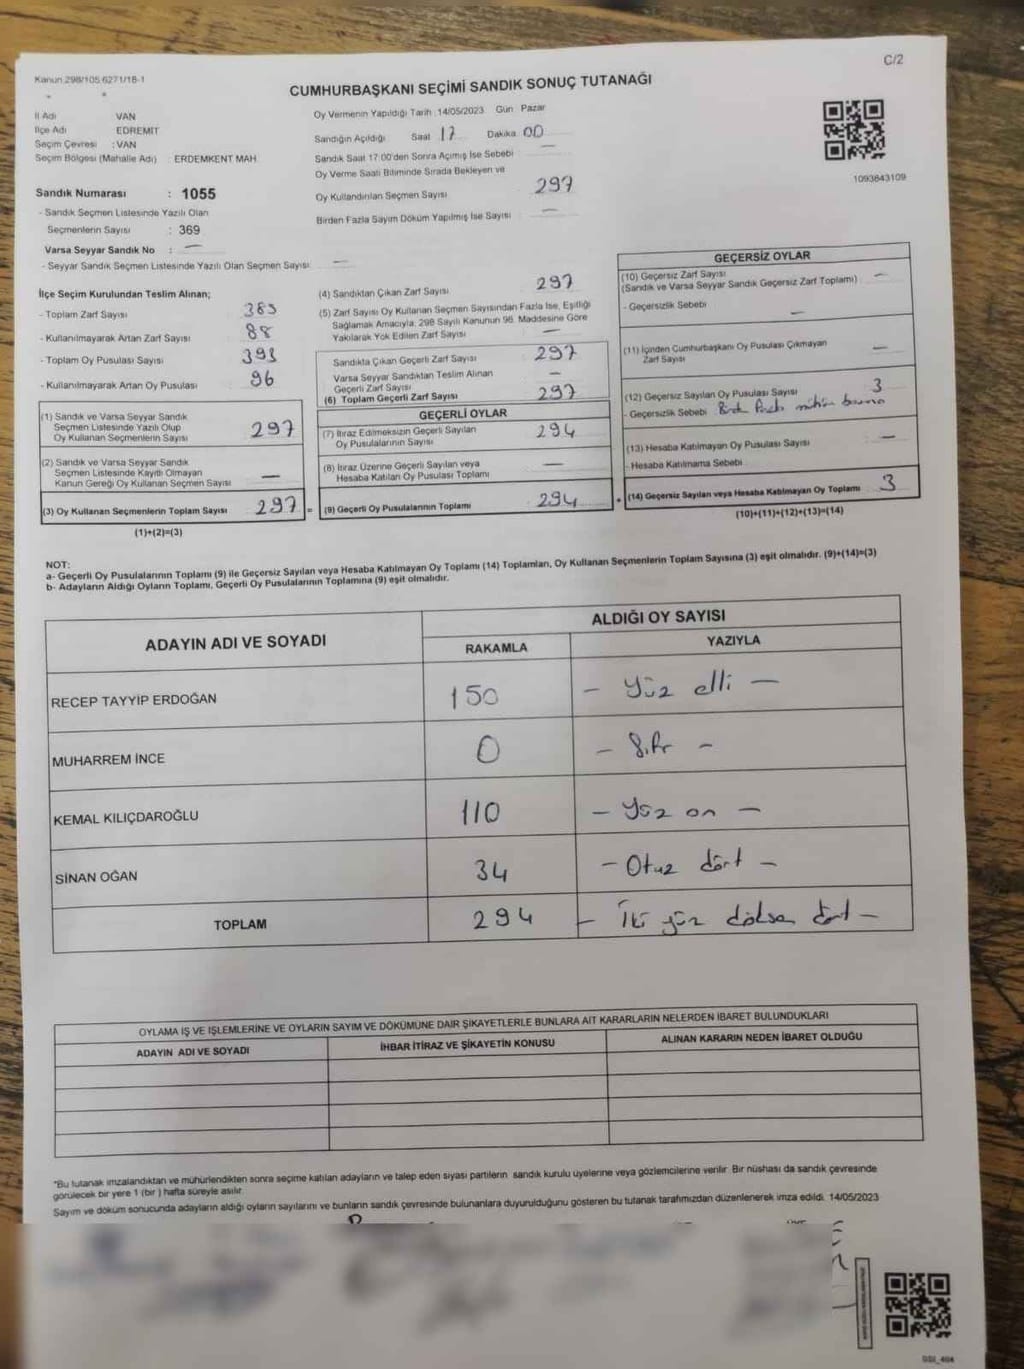 C/2
Kanun 298/105.6271/18-1
CUMHURBAŞKANI SEÇİMİ SANDIK SONUÇ TUTANAĞI
İl Adı VAN
İlçe Adı EDREMIT
Seçim Çevresi : VAN
Seçim Bölgesi (Mahalle Adı) : ERDEMKENT MAH.
Oy Vermenin Yapıldığı Tarih :14/05/2023 Gün Pazar
Sandığın Açıldığı Saat 17 Dakika 00
Sandık Saat 17:00'den Sonra Açımış İse Sebebi —
Oy Verme Saati Bitiminde Sırada Bekleyen ve
Oy Kullandırılan Seçmen Sayısı 297
Birden Fazla Sayım Döküm Yapılmış İse Sayısı —
1093843109
Sandık Numarası : 1055
- Sandık Seçmen Listesinde Yazılı Olan
Seçmenlerin Sayısı : 369
Varsa Seyyar Sandık No : —
- Seyyar Sandık Seçmen Listesinde Yazılı Olan Seçmen Sayısı: —
İlçe Seçim Kurulundan Teslim Alınan;
- Toplam Zarf Sayısı 385
- Kullanılmayarak Artan Zarf Sayısı 88
- Toplam Oy Pusulası Sayısı 393
- Kullanılmayarak Artan Oy Pusulası 96
(1) Sandık ve Varsa Seyyar Sandık
Seçmen Listesinde Yazılı Olup
Oy Kullanan Seçmenlerin Sayısı 297
(2) Sandık ve Varsa Seyyar Sandık
Seçmen Listesinde Kayıtlı Olmayan
Kanun Gereği Oy Kullanan Seçmen Sayısı —
(3) Oy Kullanan Seçmenlerin Toplam Sayısı 297 =
(1)+(2)=(3)
(4) Sandıktan Çıkan Zarf Sayısı 297
(5) Zarf Sayısı Oy Kullanan Seçmen Sayısından Fazla İse, Eşitliği
Sağlamak Amacıyla, 298 Sayılı Kanunun 98. Maddesine Göre
Yakılarak Yok Edilen Zarf Sayısı —
Sandıkta Çıkan Geçerli Zarf Sayısı 297
Varsa Seyyar Sandıktan Teslim Alınan
Geçerli Zarf Sayısı —
(6) Toplam Geçerli Zarf Sayısı 297
GEÇERLİ OYLAR
(7) İtiraz Edilmeksizin Geçerli Sayılan
Oy Pusulalarının Sayısı 294
(8) İtiraz Üzerine Geçerli Sayılan veya
Hesaba Katılan Oy Pusulası Toplamı —
(9) Geçerli Oy Pusulalarının Toplamı 294 +
GEÇERSİZ OYLAR
(10) Geçersiz Zarf Sayısı
(Sandık ve Varsa Seyyar Sandık Geçersiz Zarf Toplamı) —
- Geçersizlik Sebebi —
(11) İçinden Cumhurbaşkanı Oy Pusulası Çıkmayan
Zarf Sayısı —
(12) Geçersiz Sayılan Oy Pusulası Sayısı 3
- Geçersizlik Sebebi
(13) Hesaba Katılmayan Oy Pusulası Sayısı —
- Hesaba Katılmama Sebebi
(14) Geçersiz Sayılan veya Hesaba Katılmayan Oy Toplamı 3
(10)+(11)+(12)+(13)=(14)
NOT:
a- Geçerli Oy Pusulalarının Toplamı (9) ile Geçersiz Sayılan veya Hesaba Katılmayan Oy Toplamı (14) Toplamları, Oy Kullanan Seçmenlerin Toplam Sayısına (3) eşit olmalıdır. (9)+(14)=(3)
b- Adayların Aldığı Oyların Toplamı, Geçerli Oy Pusulalarının Toplamına (9) eşit olmalıdır.
ADAYIN ADI VE SOYADI
ALDIĞI OY SAYISI
RAKAMLA YAZIYLA
RECEP TAYYİP ERDOĞAN 150 — Yüz elli —
MUHARREM İNCE 0 — Sıfır —
KEMAL KILIÇDAROĞLU 110 — Yüz on —
SİNAN OĞAN 34 — Otuz dört —
TOPLAM 294 — İki yüz doksan dört —
OYLAMA İŞ VE İŞLEMLERİNE VE OYLARIN SAYIM VE DÖKÜMÜNE DAİR ŞİKAYETLERLE BUNLARA AİT KARARLARIN NELERDEN İBARET BULUNDUKLARI
ADAYIN ADI VE SOYADI İHBAR İTİRAZ VE ŞİKAYETİN KONUSU ALINAN KARARIN NEDEN İBARET OLDUĞU
*Bu tutanak imzalandıktan ve mühürlendikten sonra seçime katılan adayların ve talep eden siyasi partilerin sandık kurulu üyelerine veya gözlemcilerine verilir. Bir nüshası da sandık çevresinde
görülecek bir yere 1 (bir) hafta süreyle asılır.
Sayım ve döküm sonucunda adayların aldığı oyların sayılarını ve bunların sandık çevresinde bulunanlara duyurulduğunu gösteren bu tutanak tarafımızdan düzenlenerek imza edildi. 14/05/2023